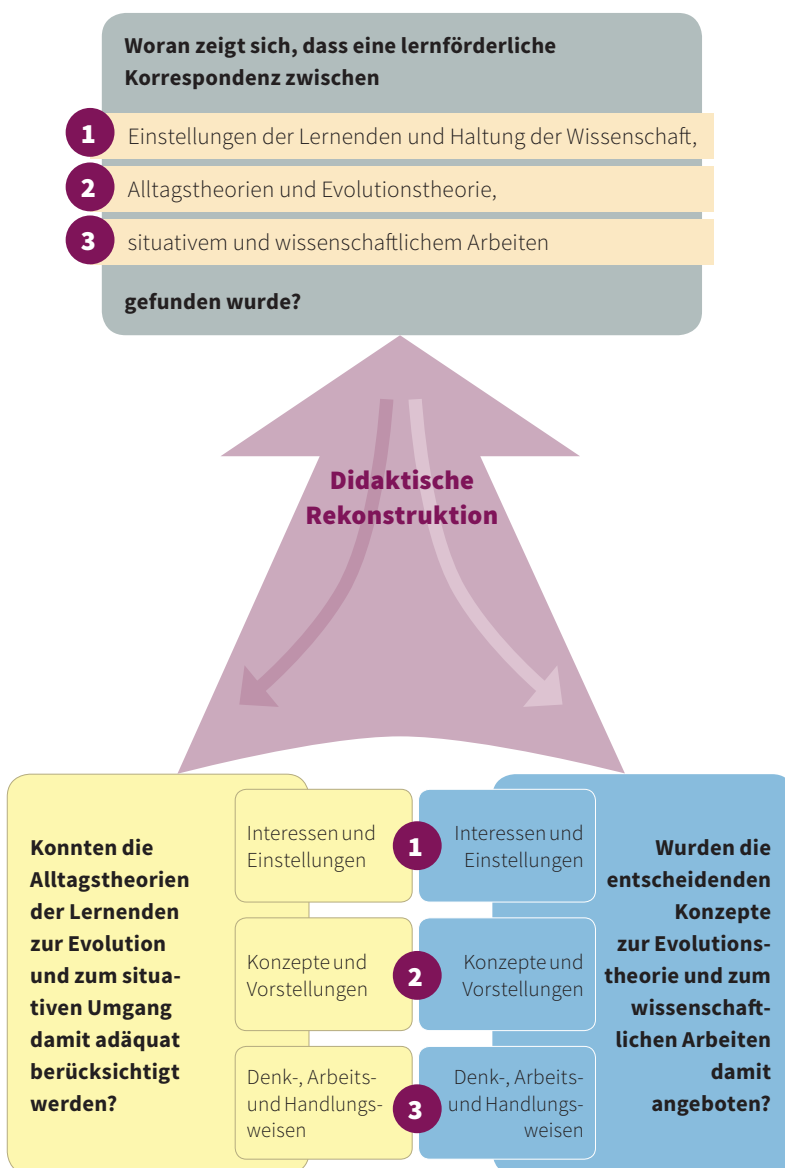 Woran zeigt sich, dass eine lernförderliche
Korrespondenz zwischen
1 Einstellungen der Lernenden und Haltung der Wissenschaft,
2 Alltagstheorien und Evolutionstheorie,
3 situativem und wissenschaftlichem Arbeiten
gefunden wurde?
Didaktische
Rekonstruktion
Konnten die
Alltagstheorien
der Lernenden
zur Evolution
und zum situa-
tiven Umgang
damit adäquat
berücksichtigt
werden?
Interessen und
Einstellungen
1
Interessen und
Einstellungen
Konzepte und
Vorstellungen
2
Konzepte und
Vorstellungen
Denk-, Arbeits-
und Handlungs-
weisen
3
Denk-, Arbeits-
und Handlungs-
weisen
Wurden die
entscheidenden
Konzepte
zur Evolutions-
theorie und zum
wissenschaft-
lichen Arbeiten
damit
angeboten?